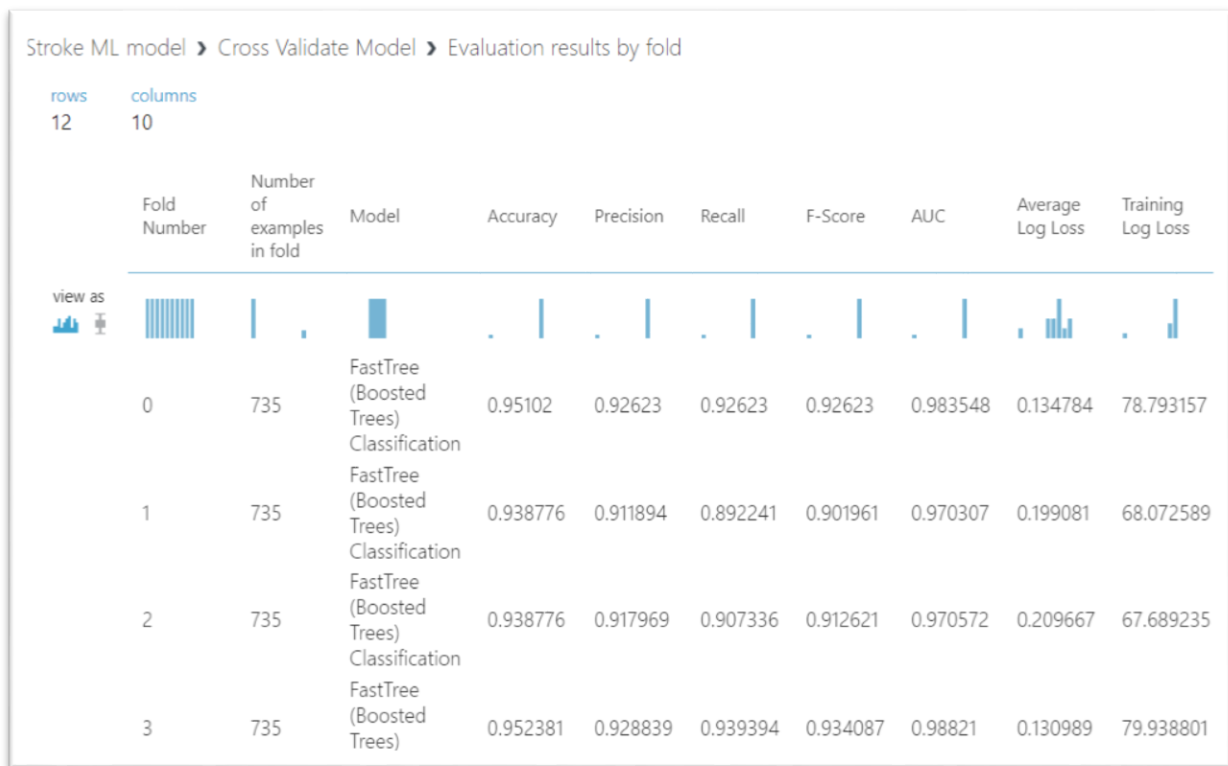 Stroke ML model ❯ Cross Validate Model ❯ Evaluation results by fold
rows columns
12 10
Fold Number Number of examples in fold Model Accuracy Precision Recall F-Score AUC Average Log Loss Training Log Loss
view as
0 735 FastTree (Boosted Trees) Classification 0.95102 0.92623 0.92623 0.92623 0.983548 0.134784 78.793157
1 735 FastTree (Boosted Trees) Classification 0.938776 0.911894 0.892241 0.901961 0.970307 0.199081 68.072589
2 735 FastTree (Boosted Trees) Classification 0.938776 0.917969 0.907336 0.912621 0.970572 0.209667 67.689235
3 735 FastTree (Boosted Trees) 0.952381 0.928839 0.939394 0.934087 0.98821 0.130989 79.938801